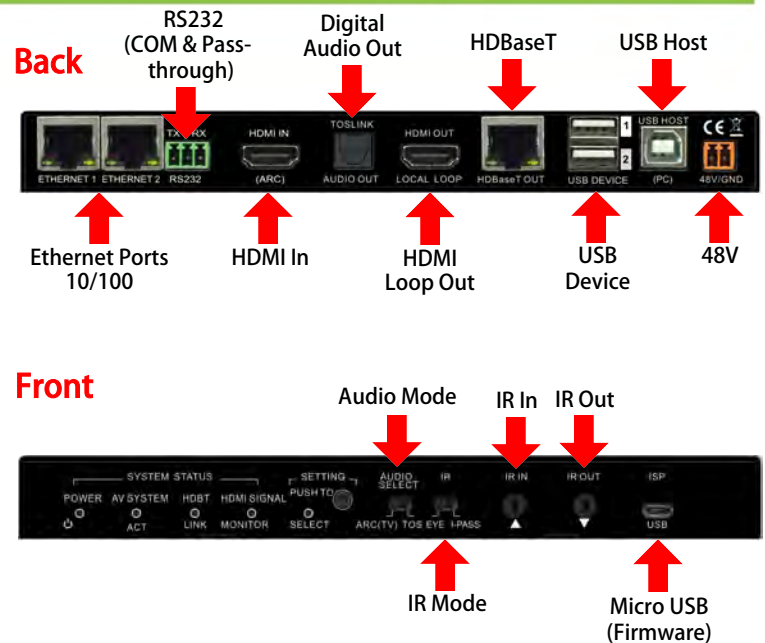 Back
RS232
(COM & Pass-
through)
Digital
Audio Out
HDBaseT
USB Host
TX RX
HDMI IN
TOSLINK
HDMI OUT
1
USB HOST
CE
2
ETHERNET 1 ETHERNET 2 RS232 (ARC) AUDIO OUT LOCAL LOOP HDBaseT OUT USB DEVICE (PC) 48V/GND
Ethernet Ports
10/100
HDMI In
HDMI
Loop Out
USB
Device
48V
Front
Audio Mode
IR In
IR Out
SYSTEM STATUS
SETTING
AUDIO
SELECT
IR
IR IN
IR OUT
ISP
POWER AV SYSTEM HDBT HDMI SIGNAL PUSH TO
ACT LINK MONITOR SELECT ARC(TV) TOS EYE I-PASS USB
IR Mode
Micro USB
(Firmware)